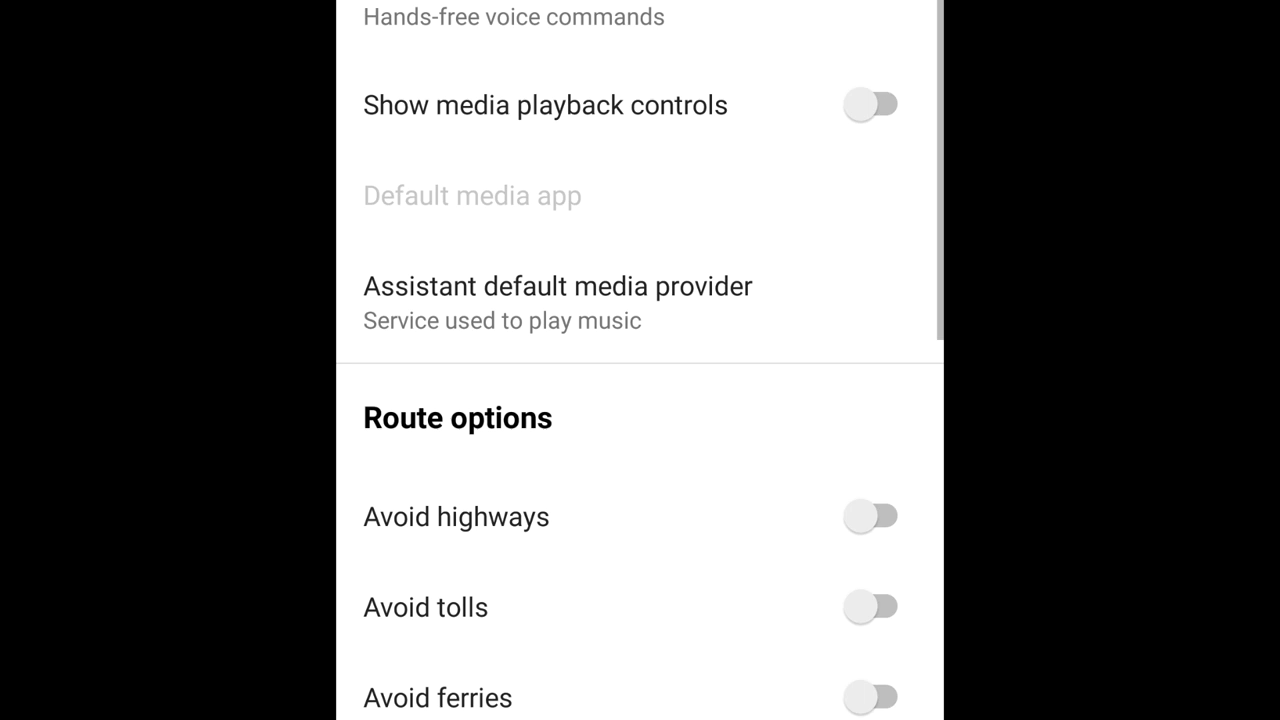 Hands-free voice commands
Show media playback controls
Default media app
Assistant default media provider
Service used to play music
Route options
Avoid highways
Avoid tolls
Avoid ferries